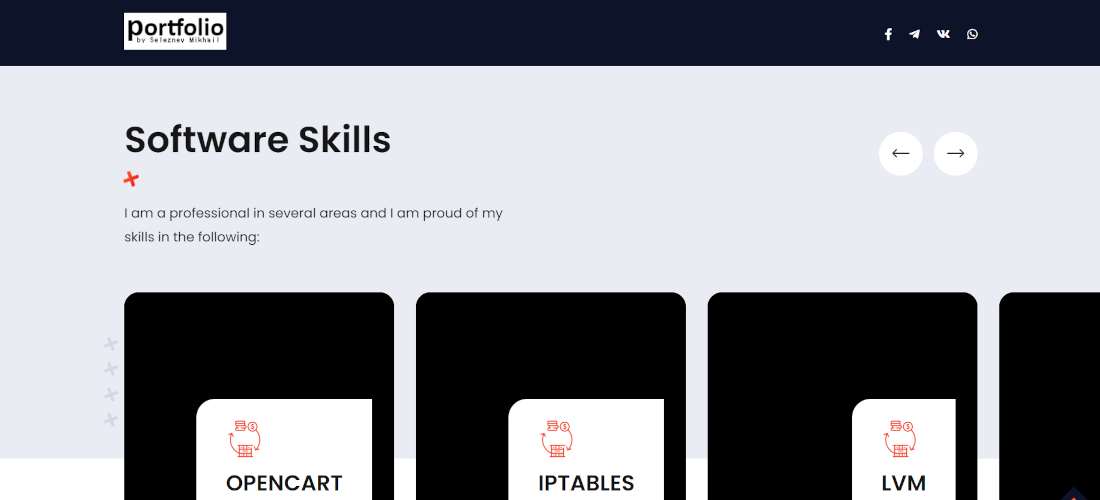 portfolio
by Seleznev Mikhail
Software Skills
I am a professional in several areas and I am proud of my
skills in the following:
OPENCART
IPTABLES
LVM